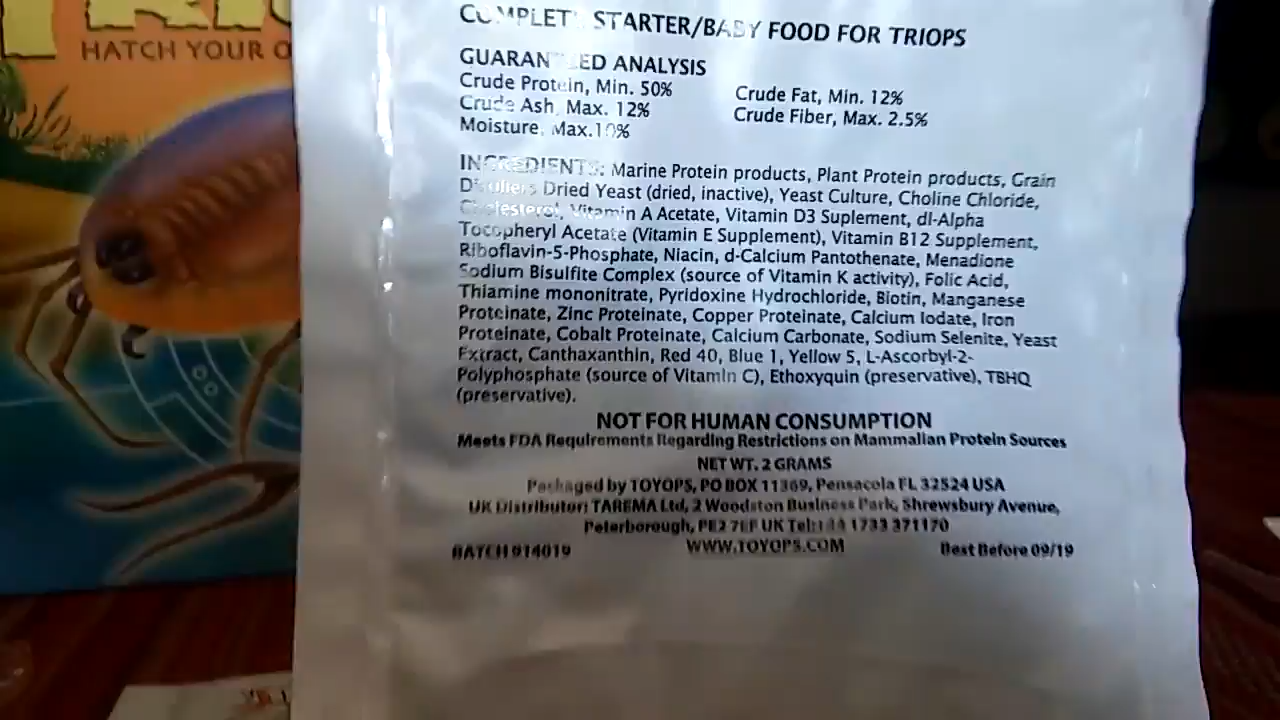 HATCH YOUR O
COMPLETE STARTER/BABY FOOD FOR TRIOPS
GUARANTEED ANALYSIS
Crude Protein, Min. 50%
Crude Fat, Min. 12%
Crude Ash, Max. 12%
Crude Fiber, Max. 2.5%
Moisture, Max.10%
INGREDIENTS: Marine Protein products, Plant Protein products, Grain
Distillers Dried Yeast (dried, inactive), Yeast Culture, Choline Chloride,
Cholesterol, Vitamin A Acetate, Vitamin D3 Suplement, dl-Alpha
Tocopheryl Acetate (Vitamin E Supplement), Vitamin B12 Supplement,
Riboflavin-5-Phosphate, Niacin, d-Calcium Pantothenate, Menadione
Sodium Bisulfite Complex (source of Vitamin K activity), Folic Acid,
Thiamine mononitrate, Pyridoxine Hydrochloride, Biotin, Manganese
Proteinate, Zinc Proteinate, Copper Proteinate, Calcium Iodate, Iron
Proteinate, Cobalt Proteinate, Calcium Carbonate, Sodium Selenite, Yeast
Extract, Canthaxanthin, Red 40, Blue 1, Yellow 5, L-Ascorbyl-2-
Polyphosphate (source of Vitamin C), Ethoxyquin (preservative), TBHQ
(preservative).
NOT FOR HUMAN CONSUMPTION
Meets FDA Requirements Regarding Restrictions on Mammalian Protein Sources
NET WT. 2 GRAMS
Packaged by TOYOPS, PO BOX 11369, Pensacola FL 32524 USA
UK Distributor: TAREMA Ltd, 2 Woodston Business Park, Shrewsbury Avenue,
Peterborough, PE2 7EF UK Tel:+44 1733 371170
BATCH 914019 WWW.TOYOPS.COM Best Before 09/19